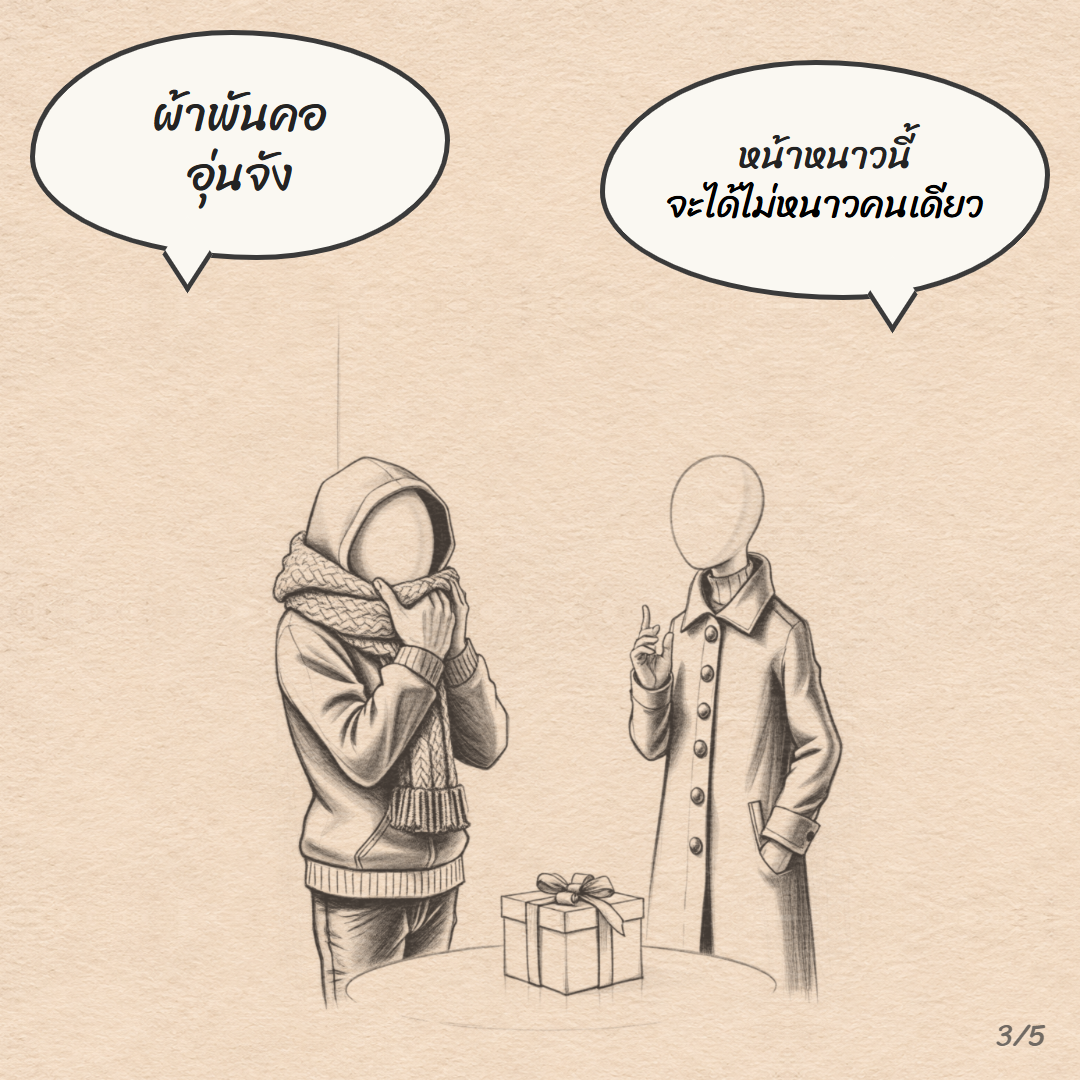 ผ้าพันคอ
อุ่นจัง
หน้าหนาวนี้
จะได้ไม่หนาวคนเดียว
3/5